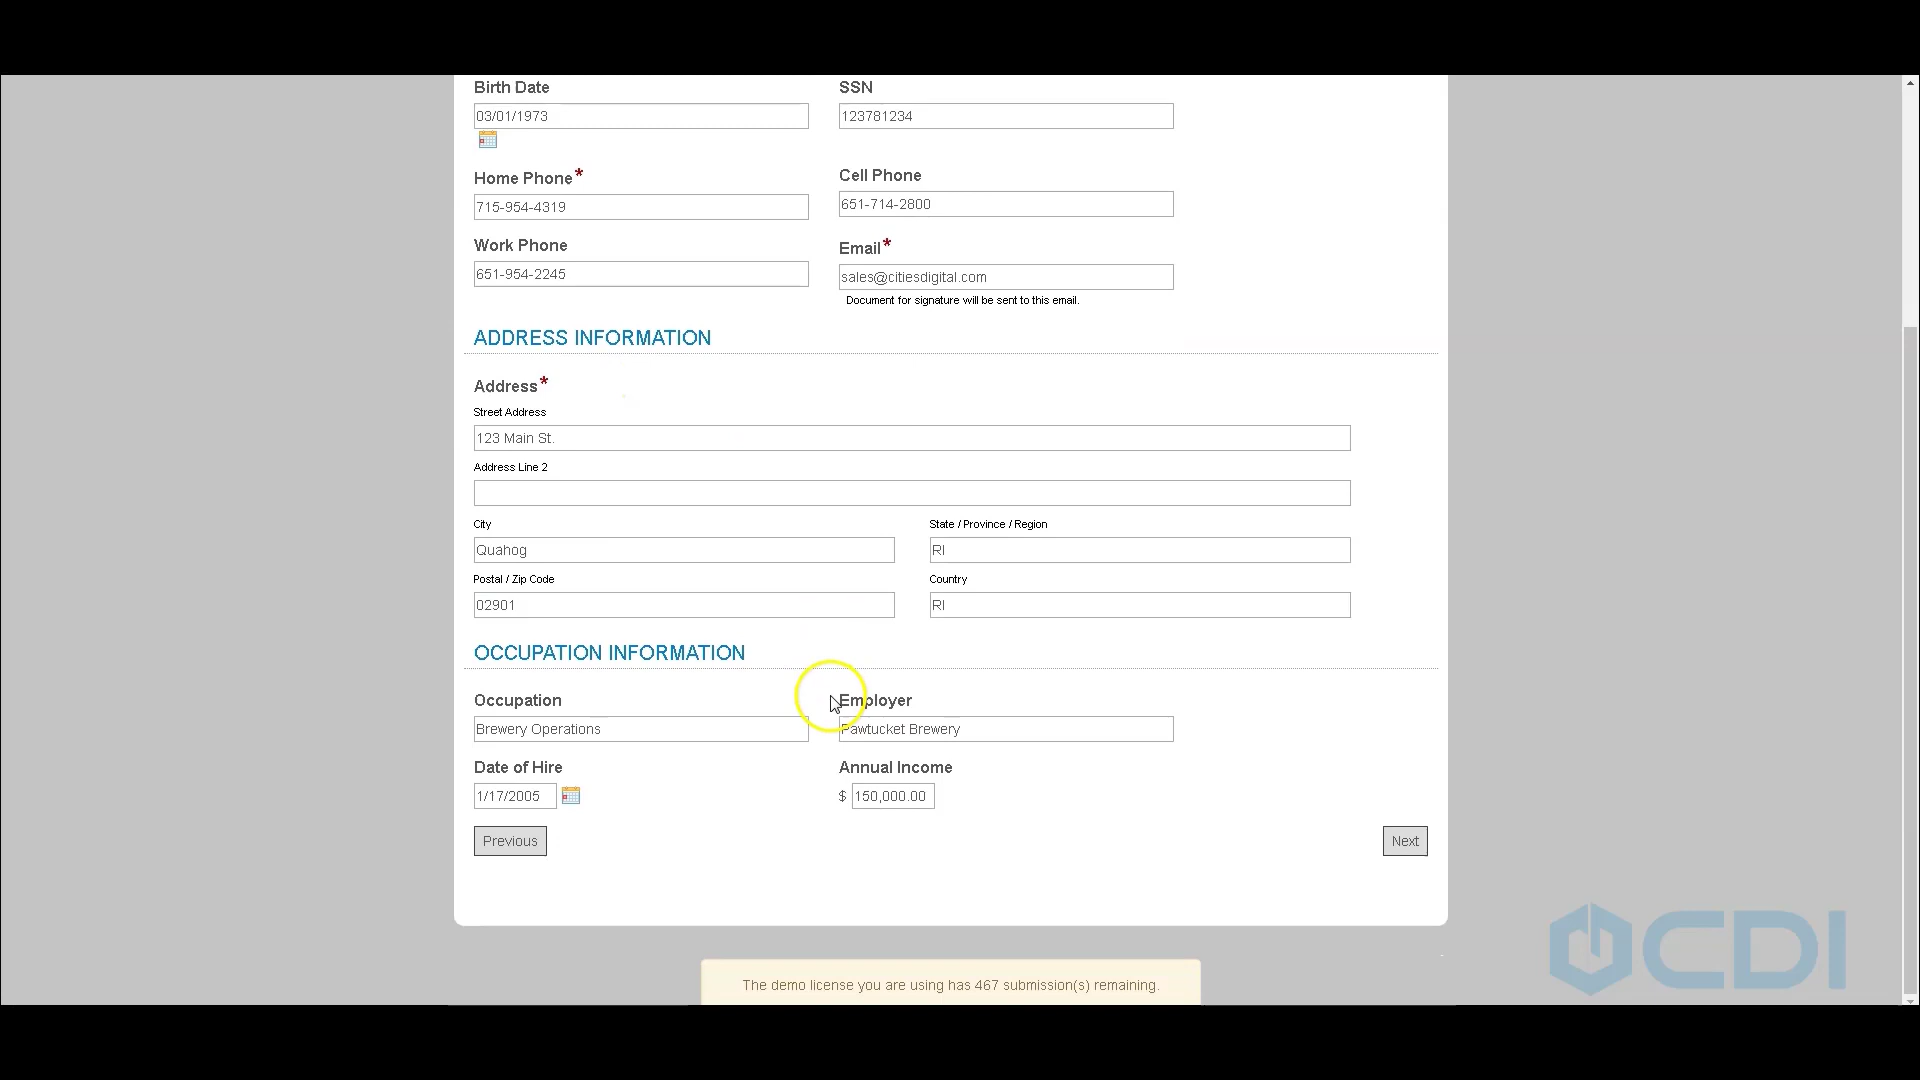 Birth Date
SSN
03/01/1973
123781234
Home Phone*
Cell Phone
715-954-4319
651-714-2800
Work Phone
Email*
651-954-2245
sales@citiesdigital.com
Document for signature will be sent to this email.
ADDRESS INFORMATION
Address*
Street Address
123 Main St.
Address Line 2
City
State / Province / Region
Quahog
RI
Postal / Zip Code
Country
02901
RI
OCCUPATION INFORMATION
Occupation
Employer
Brewery Operations
Pawtucket Brewery
Date of Hire
Annual Income
1/17/2005
$ 150,000.00
Previous
Next
CDI
The demo license you are using has 467 submission(s) remaining.